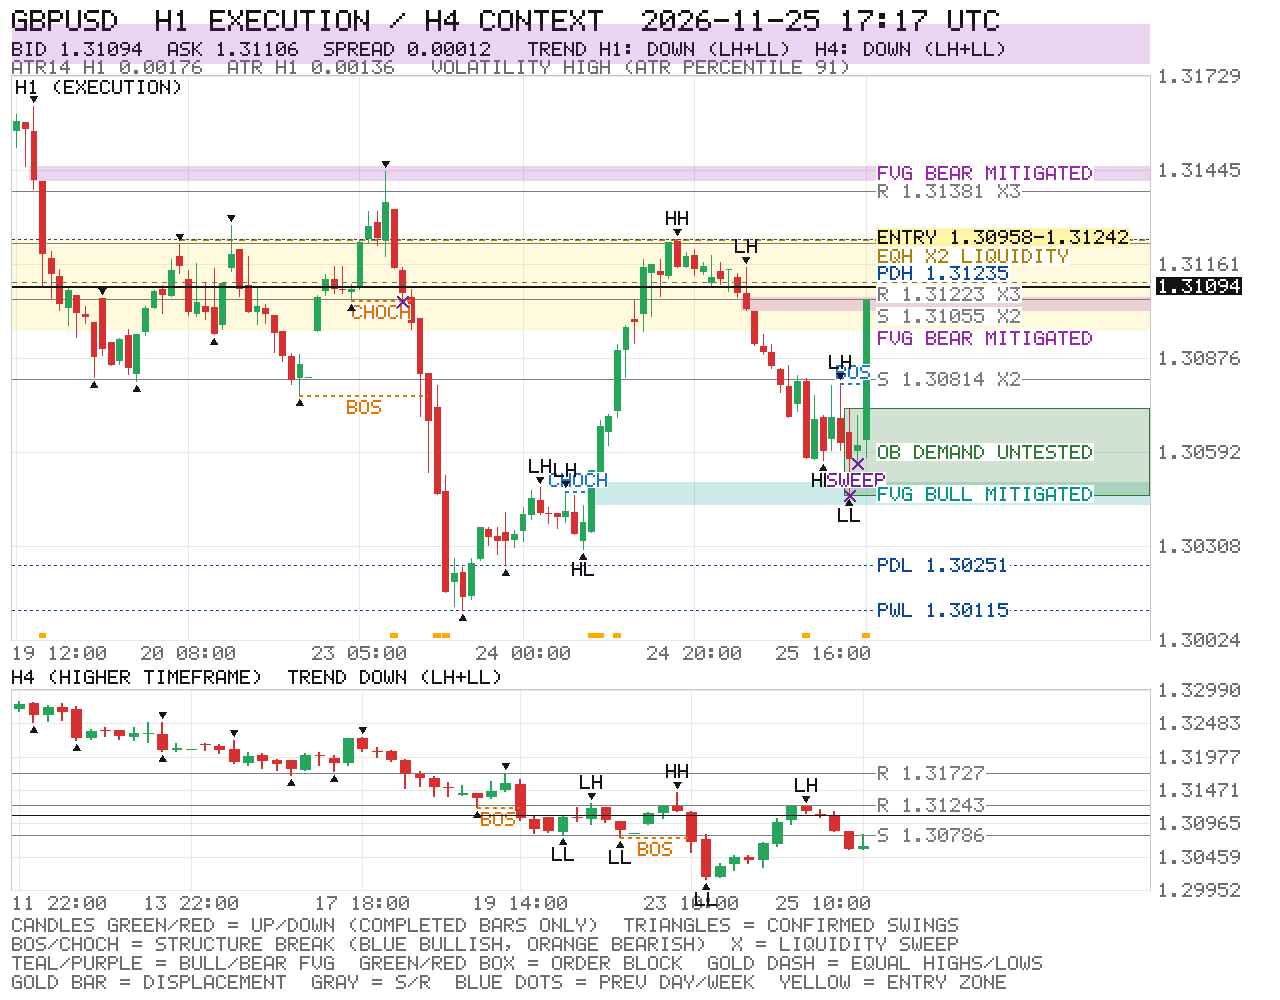 GBPUSD  H1 EXECUTION / H4 CONTEXT  2026-11-25 17:17 UTC
BID 1.31094  ASK 1.31106  SPREAD 0.00012   TREND H1: DOWN (LH+LL)  H4: DOWN (LH+LL)
ATR14 H1 0.00176  ATR H1 0.00136   VOLATILITY HIGH (ATR PERCENTILE 91)
1.31729
H1 (EXECUTION)
FVG BEAR MITIGATED
1.31445
R 1.31381 X3
HH
ENTRY 1.30958-1.31242
LH
EQH X2 LIQUIDITY
1.31161
PDH 1.31235
1.31094
R 1.31223 X3
CHOCH
S 1.31055 X2
FVG BEAR MITIGATED
1.30876
LH
BOS
S 1.30814 X2
BOS
OB DEMAND UNTESTED
1.30592
LH
LH
CHOCH
SWEEP
FVG BULL MITIGATED
LL
1.30308
HL
PDL 1.30251
PWL 1.30115
1.30024
19 12:00
20 08:00
23 05:00
24 00:00
24 20:00
25 16:00
H4 (HIGHER TIMEFRAME)  TREND DOWN (LH+LL)
1.32990
1.32483
1.31977
R 1.31727
HH
LH
LH
1.31471
R 1.31243
BOS
1.30965
S 1.30786
BOS
LL
LL
1.30459
1.29952
LL
11 22:00
13 22:00
17 18:00
19 14:00
25 10:00
CANDLES GREEN/RED = UP/DOWN (COMPLETED BARS ONLY)  TRIANGLES = CONFIRMED SWINGS
BOS/CHOCH = STRUCTURE BREAK (BLUE BULLISH, ORANGE BEARISH)  X = LIQUIDITY SWEEP
TEAL/PURPLE = BULL/BEAR FVG  GREEN/RED BOX = ORDER BLOCK  GOLD DASH = EQUAL HIGHS/LOWS
GOLD BAR = DISPLACEMENT  GRAY = S/R  BLUE DOTS = PREV DAY/WEEK  YELLOW = ENTRY ZONE